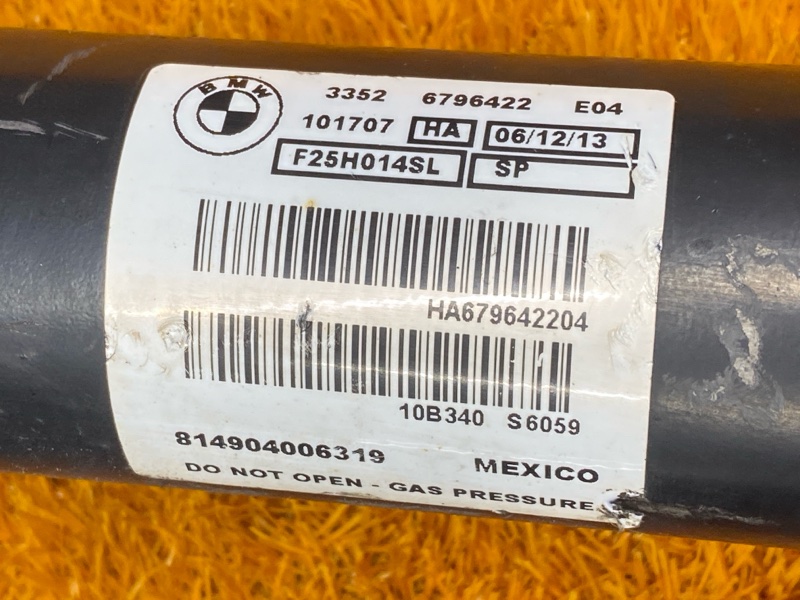 BMW
3352 6796422 E04
101707 HA 06/12/13
F25H014SL SP
HA679642204
10B340 S6059
814904006319 MEXICO
DO NOT OPEN - GAS PRESSURE